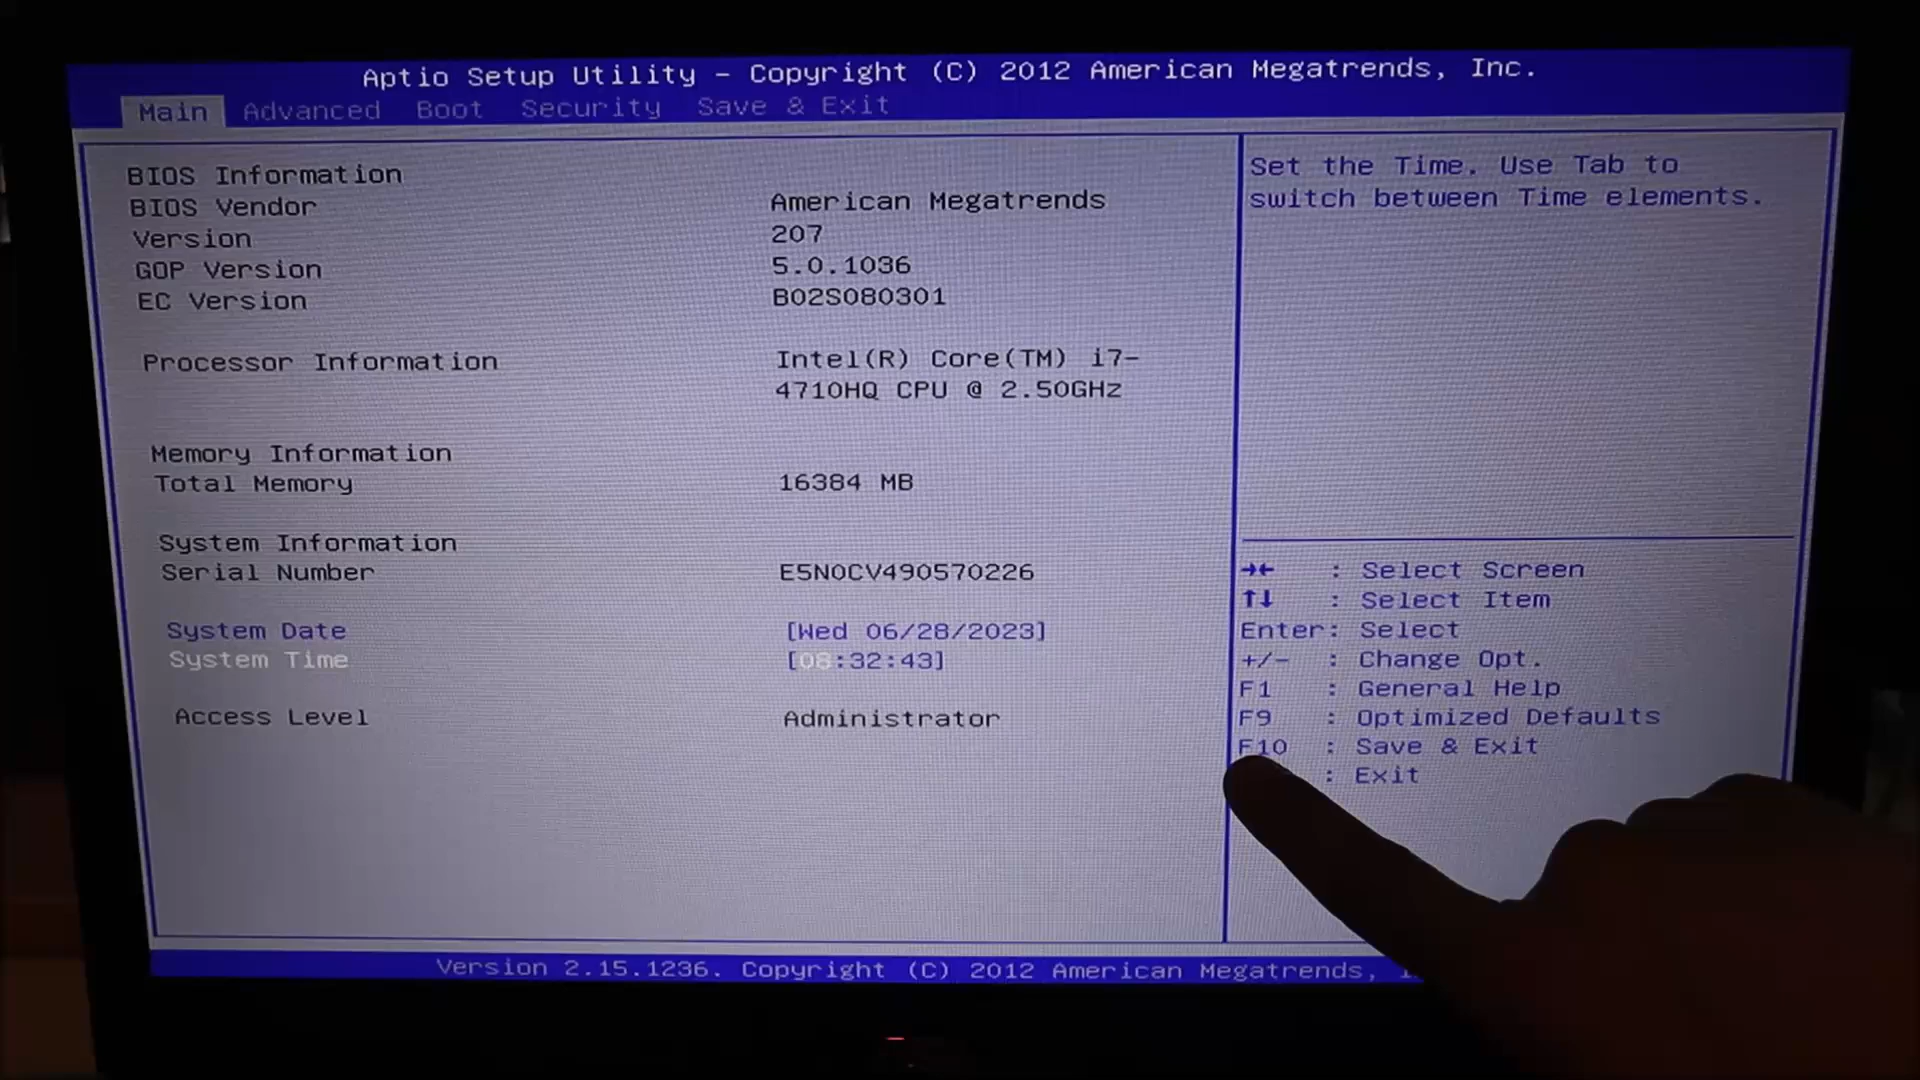 Aptio Setup Utility - Copyright (C) 2012 American Megatrends, Inc.
Main Advanced Boot Security Save & Exit
BIOS Information
BIOS Vendor American Megatrends
Version 207
GOP Version 5.0.1036
EC Version B02S080301
Processor Information Intel(R) Core(TM) i7-
4710HQ CPU @ 2.50GHz
Memory Information
Total Memory 16384 MB
System Information
Serial Number E5N0CV490570226
System Date [Wed 06/28/2023]
System Time [08:32:43]
Access Level Administrator
Set the Time. Use Tab to
switch between Time elements.
→← : Select Screen
↑↓ : Select Item
Enter: Select
+/- : Change Opt.
F1 : General Help
F9 : Optimized Defaults
F10 : Save & Exit
: Exit
Version 2.15.1236. Copyright (C) 2012 American Megatrends,